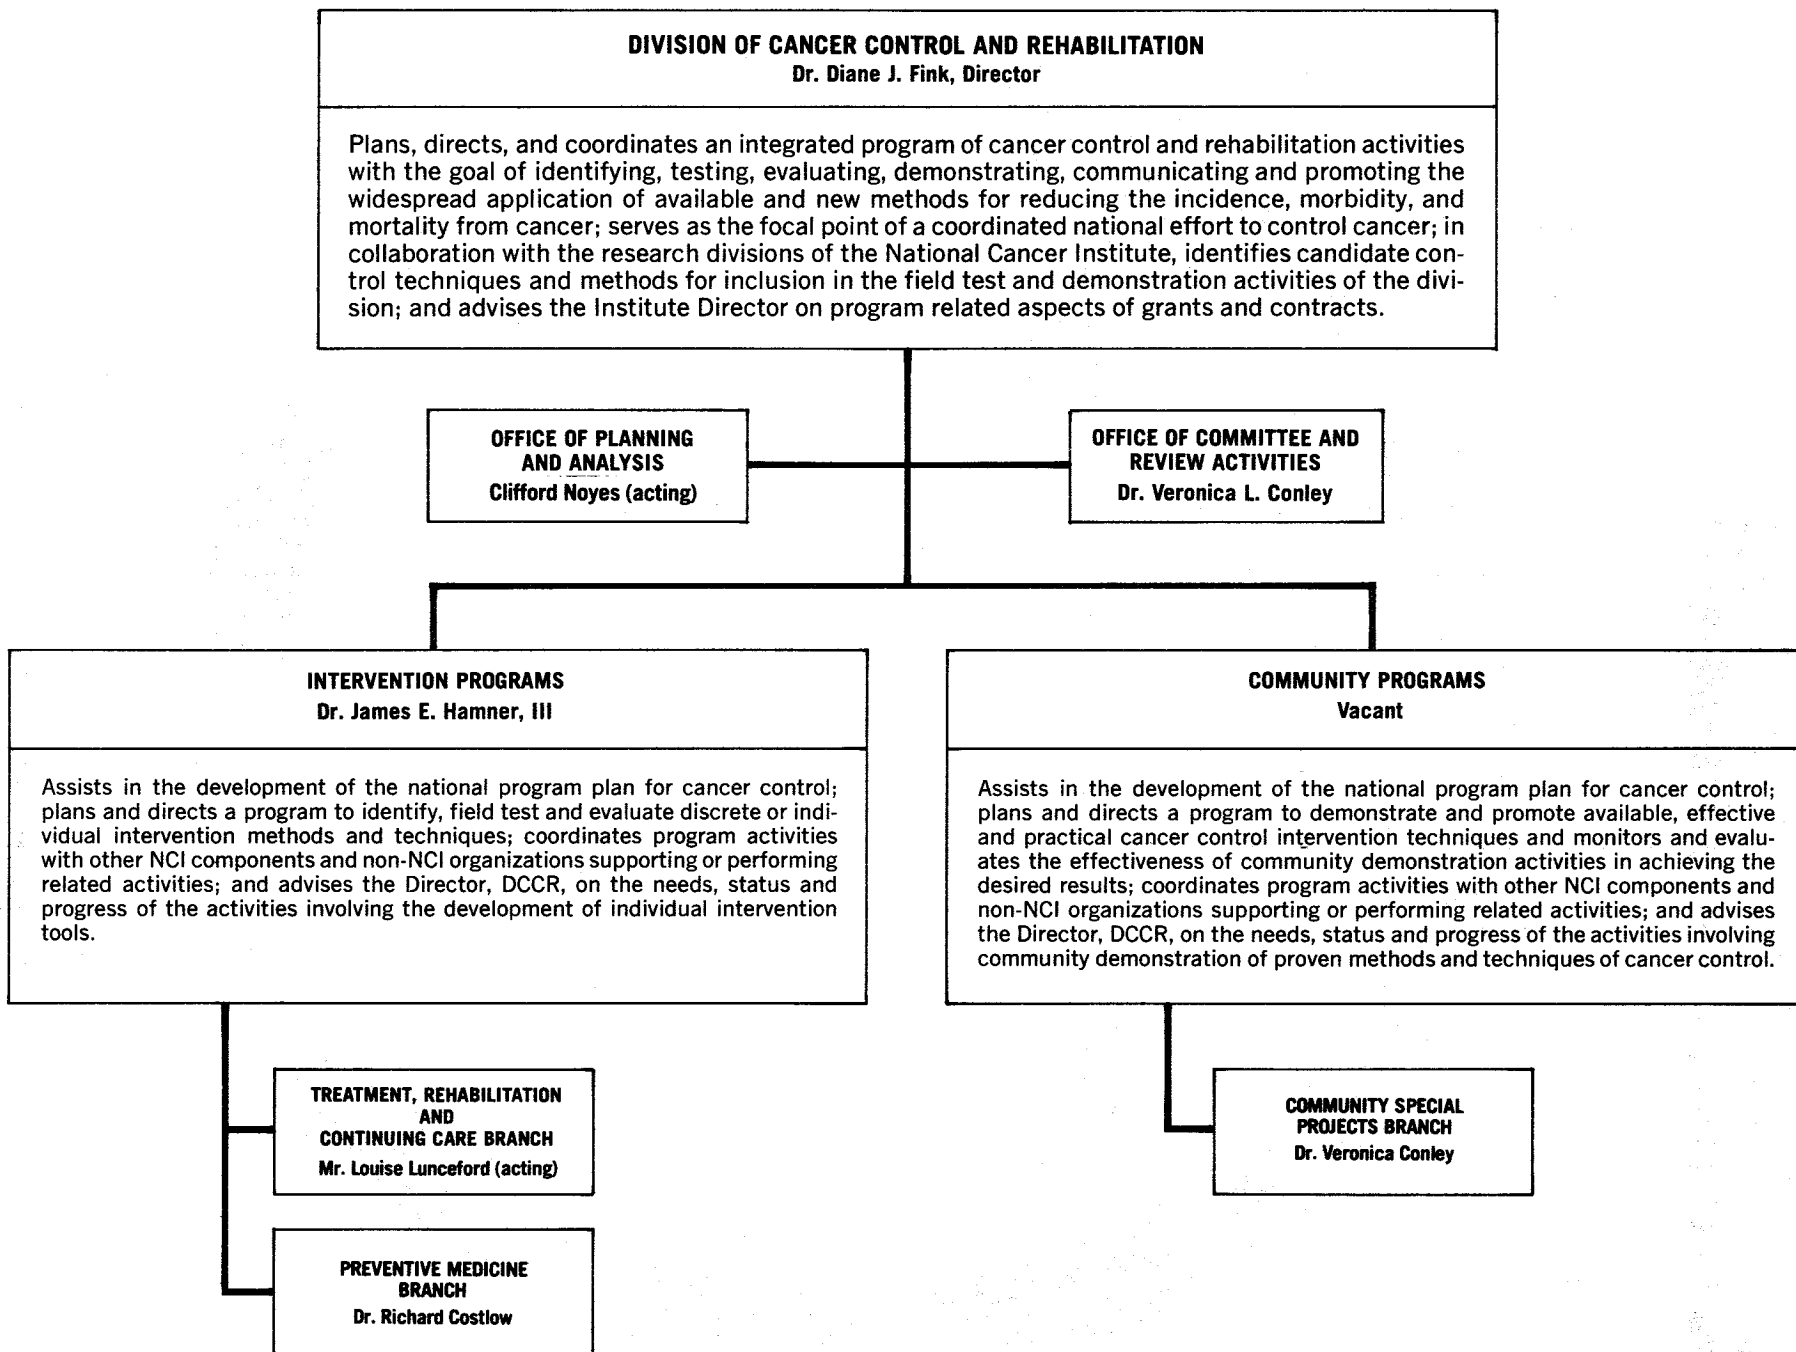 DIVISION OF CANCER CONTROL AND REHABILITATION
Dr. Diane J. Fink, Director
Plans, directs, and coordinates an integrated program of cancer control and rehabilitation activities
with the goal of identifying, testing, evaluating, demonstrating, communicating and promoting the
widespread application of available and new methods for reducing the incidence, morbidity, and
mortality from cancer; serves as the focal point of a coordinated national effort to control cancer; in
collaboration with the research divisions of the National Cancer Institute, identifies candidate con-
trol techniques and methods for inclusion in the field test and demonstration activities of the divi-
sion; and advises the Institute Director on program related aspects of grants and contracts.
OFFICE OF PLANNING
AND ANALYSIS
Clifford Noyes (acting)
OFFICE OF COMMITTEE AND
REVIEW ACTIVITIES
Dr. Veronica L. Conley
INTERVENTION PROGRAMS
Dr. James E. Hamner, III
Assists in the development of the national program plan for cancer control;
plans and directs a program to identify, field test and evaluate discrete or indi-
vidual intervention methods and techniques; coordinates program activities
with other NCI components and non-NCI organizations supporting or performing
related activities; and advises the Director, DCCR, on the needs, status and
progress of the activities involving the development of individual intervention
tools.
COMMUNITY PROGRAMS
Vacant
Assists in the development of the national program plan for cancer control;
plans and directs a program to demonstrate and promote available, effective
and practical cancer control intervention techniques and monitors and evalu-
ates the effectiveness of community demonstration activities in achieving the
desired results; coordinates program activities with other NCI components and
non-NCI organizations supporting or performing related activities; and advises
the Director, DCCR, on the needs, status and progress of the activities involving
community demonstration of proven methods and techniques of cancer control.
TREATMENT, REHABILITATION
AND
CONTINUING CARE BRANCH
Mr. Louise Lunceford (acting)
PREVENTIVE MEDICINE
BRANCH
Dr. Richard Costlow
COMMUNITY SPECIAL
PROJECTS BRANCH
Dr. Veronica Conley